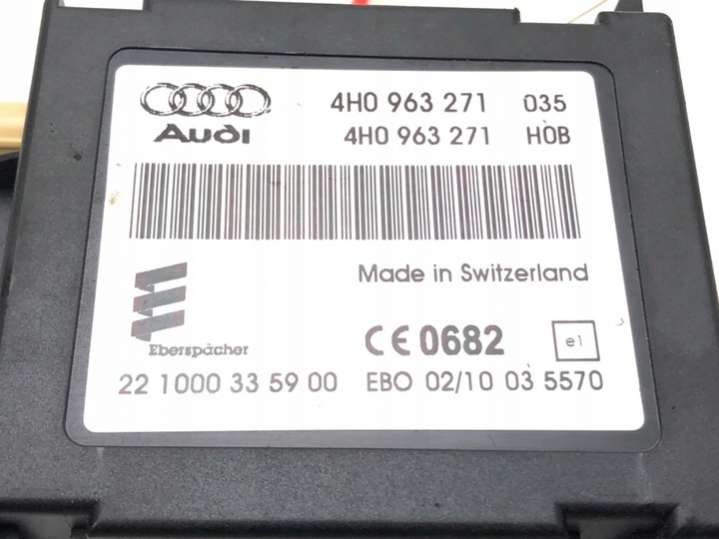 4H0 963 271 035
Audi 4H0 963 271 H0B
Made in Switzerland
Eberspächer
CE 0682 e1
22 1000 33 59 00 EBO 02/10 03 5570